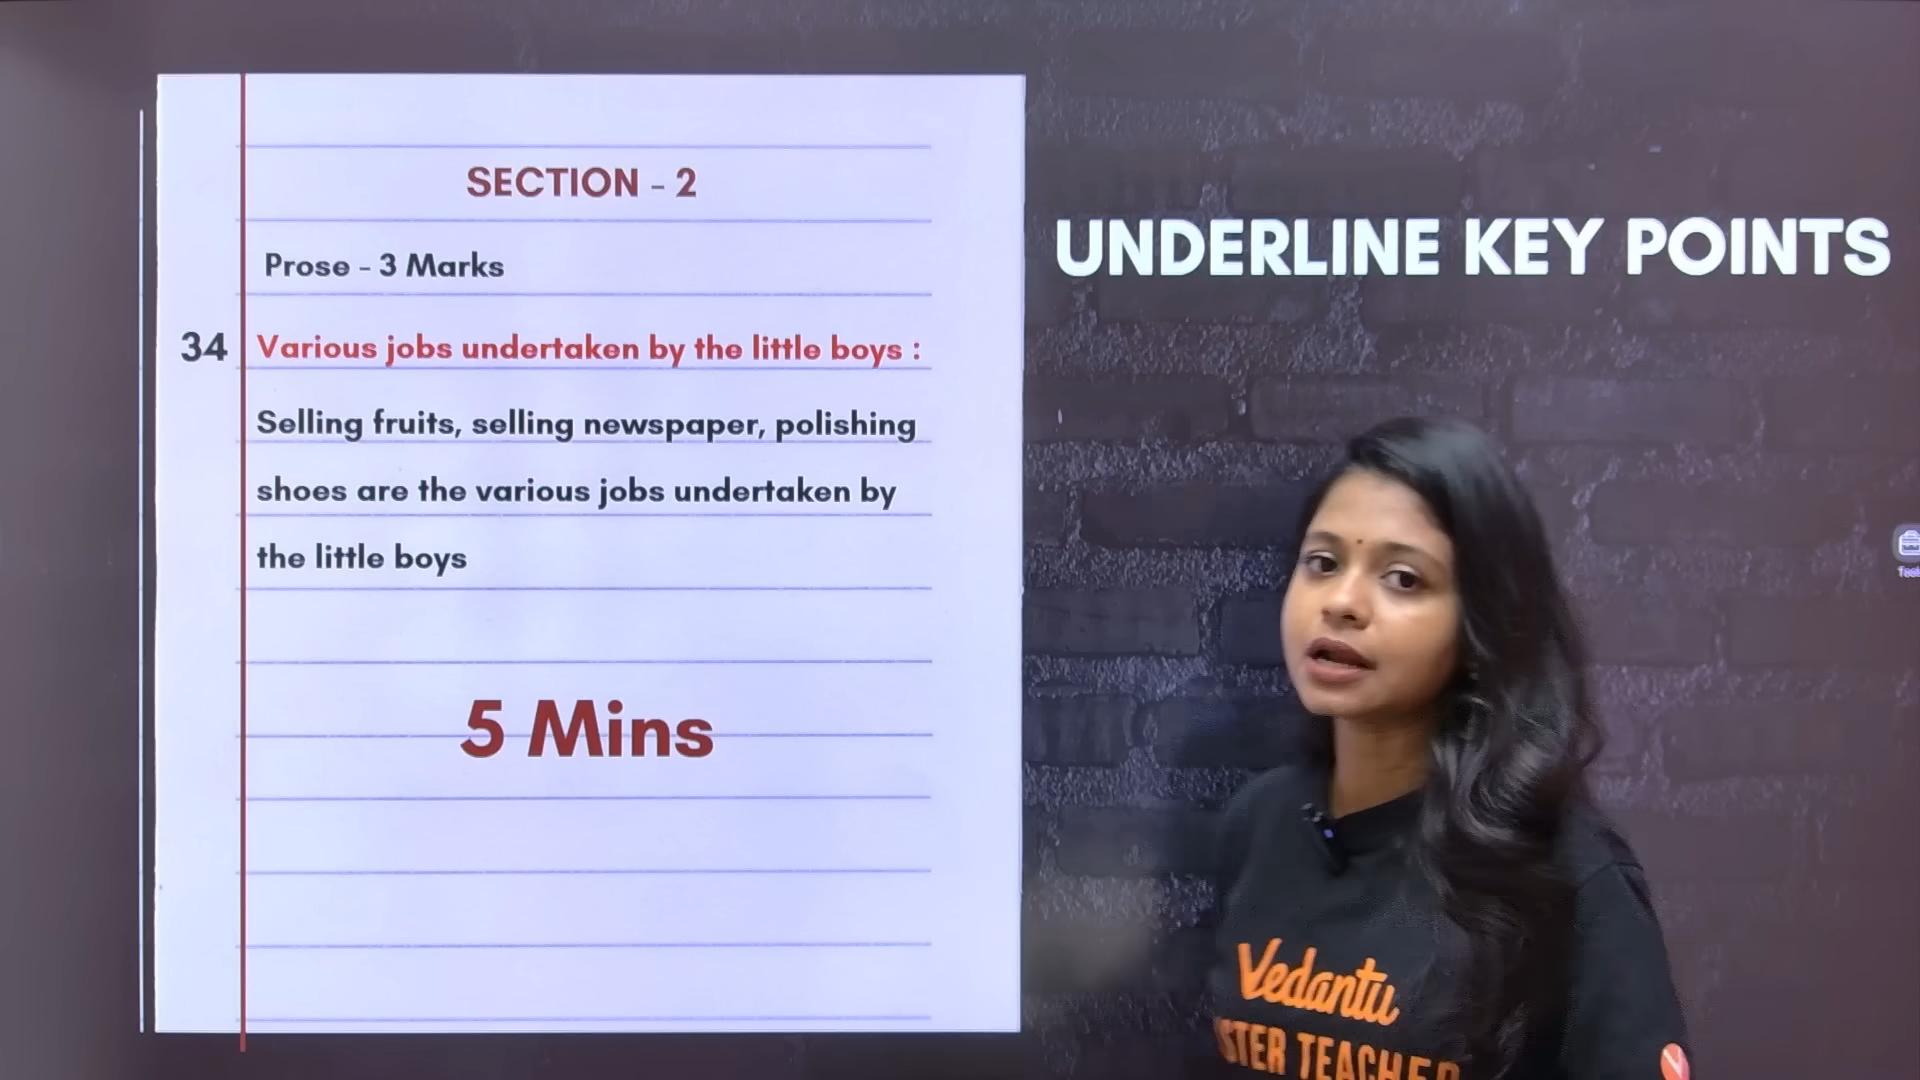 SECTION - 2
Prose - 3 Marks
34 Various jobs undertaken by the little boys :
Selling fruits, selling newspaper, polishing
shoes are the various jobs undertaken by
the little boys
5 Mins
UNDERLINE KEY POINTS
Vedantu
TEACHER